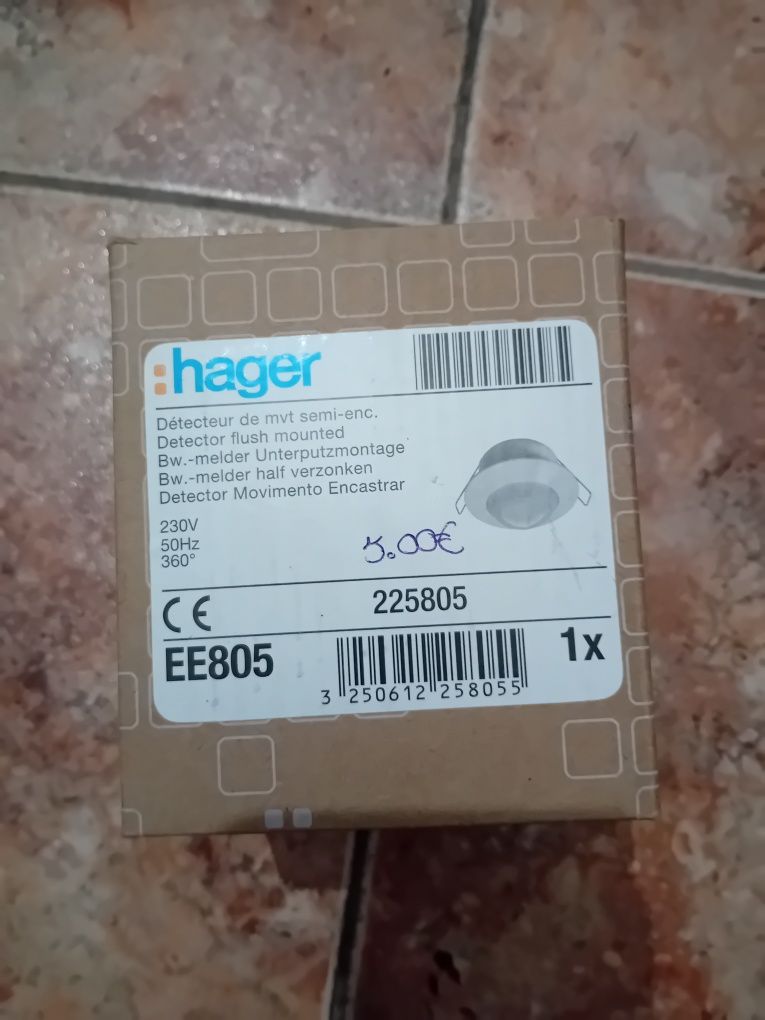 :hager
Détecteur de mvt semi-enc.
Detector flush mounted
Bw.-melder Unterputzmontage
Bw.-melder half verzonken
Detector Movimento Encastrar
230V
50Hz
360°
5.00€
CE
225805
EE805
1x
3 250612 258055